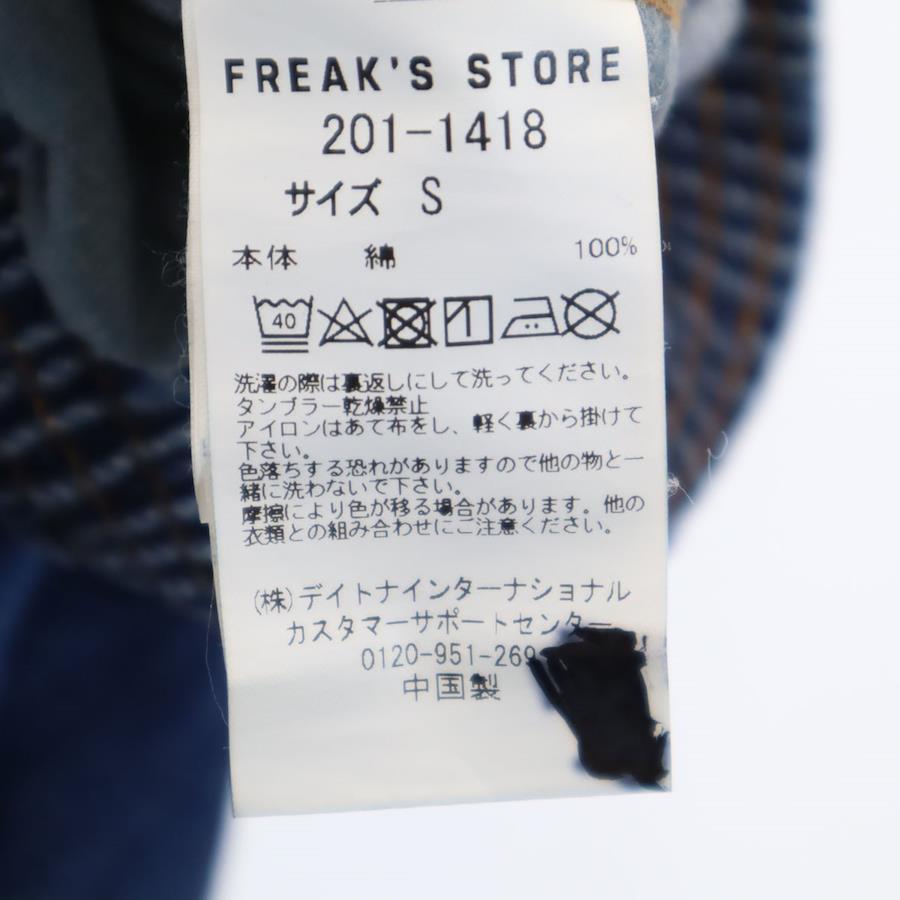 FREAK'S STORE
201-1418
サイズ S
本体 綿 100%
40
洗濯の際は裏返しにして洗ってください。
タンブラー乾燥禁止
アイロンはあて布をし、軽く裏から掛けて
下さい。
色落ちする恐れがありますので他の物と一
緒に洗わないで下さい。
摩擦により色が移る場合があります。他の
衣類との組み合わせにご注意ください。
(株)デイトナインターナショナル
カスタマーサポートセンター
0120-951-269
中国製